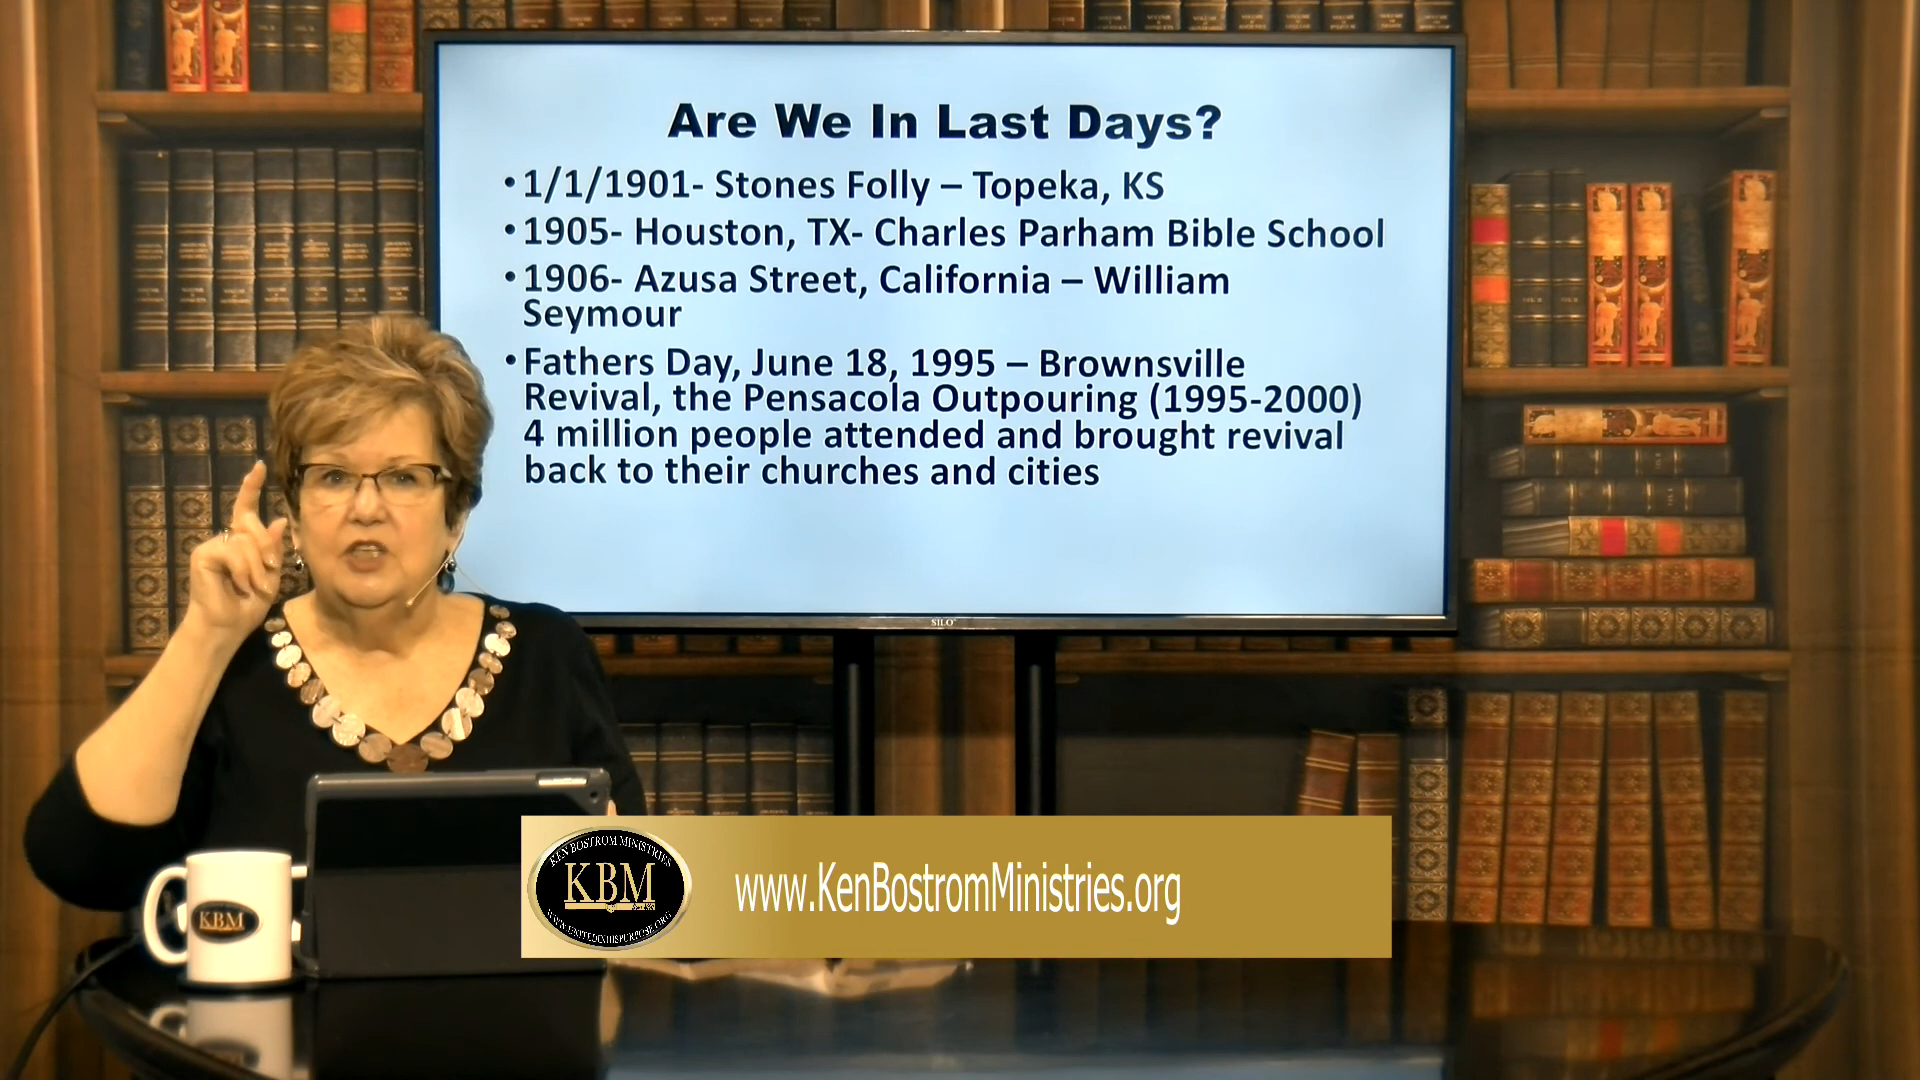 Are We In Last Days?
•1/1/1901- Stones Folly – Topeka, KS
•1905- Houston, TX- Charles Parham Bible School
•1906- Azusa Street, California – William
Seymour
•Fathers Day, June 18, 1995 – Brownsville
Revival, the Pensacola Outpouring (1995-2000)
4 million people attended and brought revival
back to their churches and cities
SILO
KEN BOSTROM MINISTRIES
KBM
WWW.UNITEDINHISPURPOSE.ORG
www.KenBostromMinistries.org
KBM